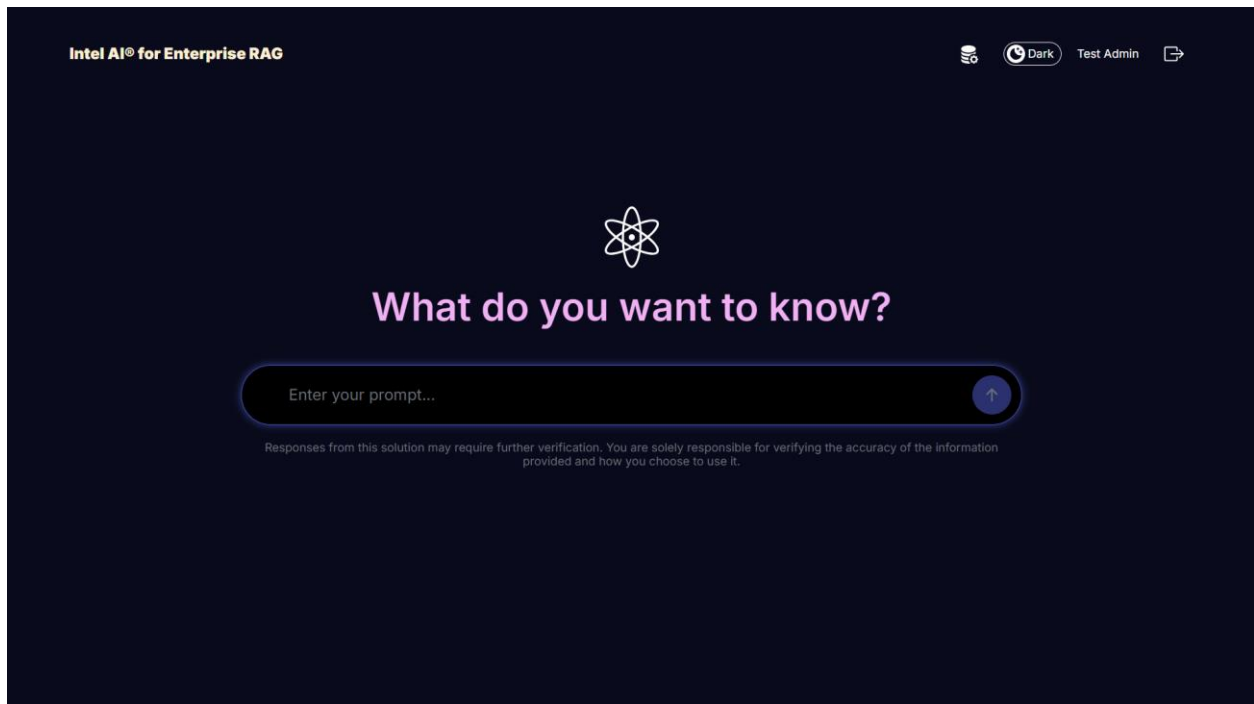 Intel AI® for Enterprise RAG
Dark
Test Admin
What do you want to know?
Enter your prompt...
Responses from this solution may require further verification. You are solely responsible for verifying the accuracy of the information
provided and how you choose to use it.